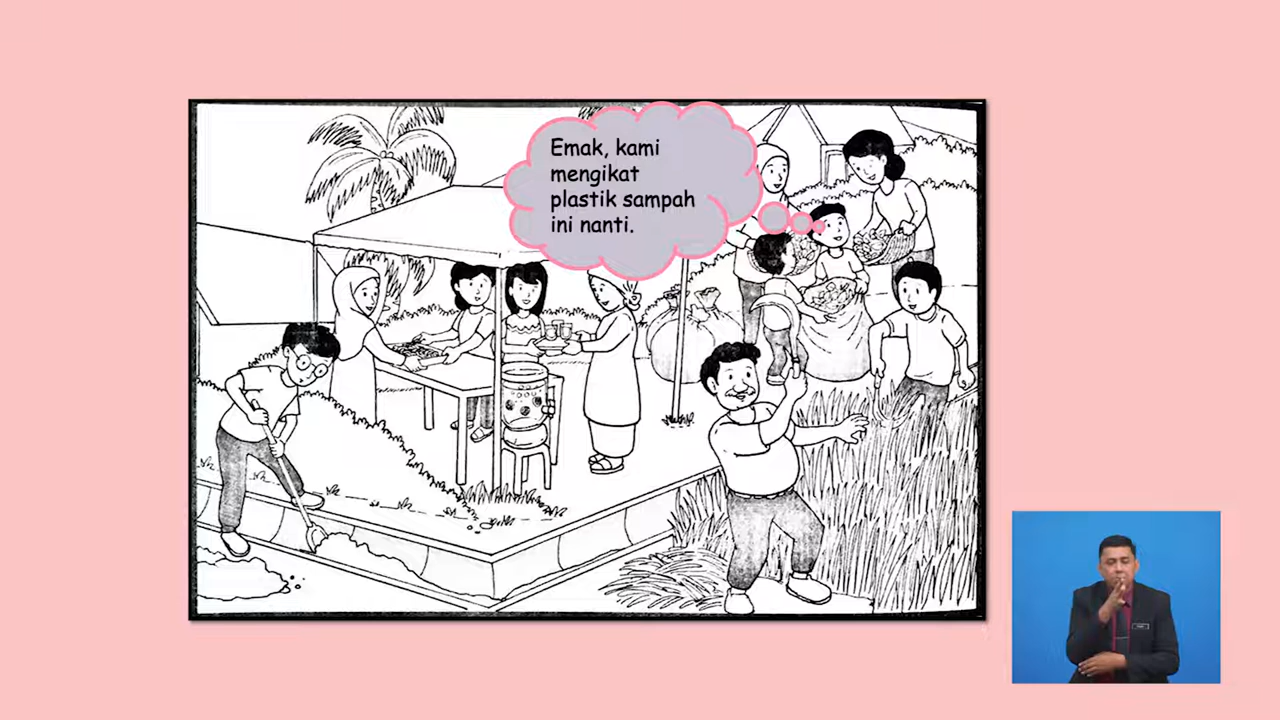 Emak, kami
mengikat
plastik sampah
ini nanti.